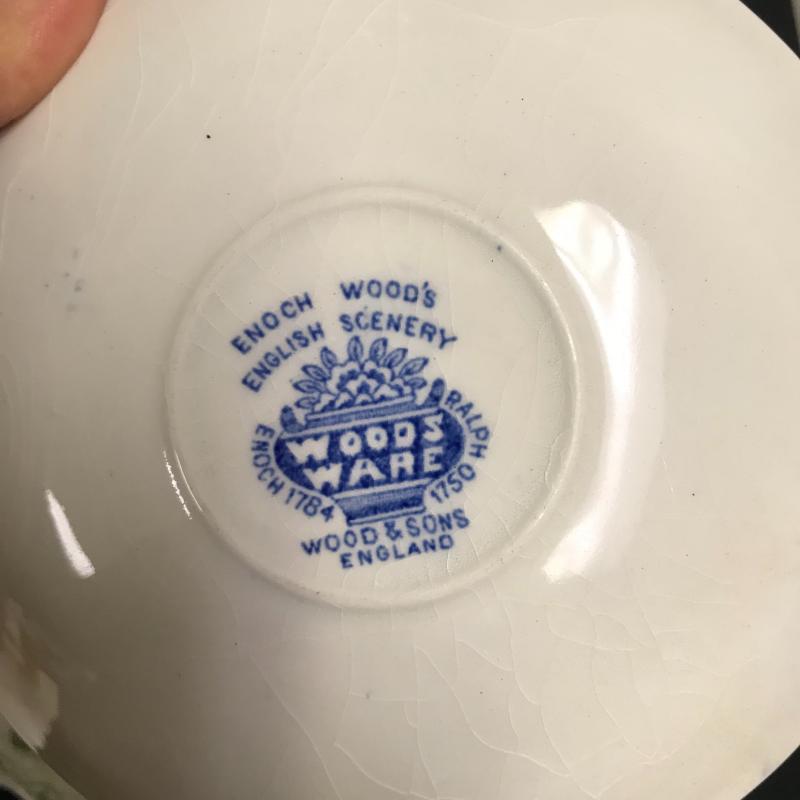 ENOCH WOOD'S
ENGLISH SCENERY
WOODS
WARE
ENOCH 1784
RALPH 1750
WOOD & SONS
ENGLAND